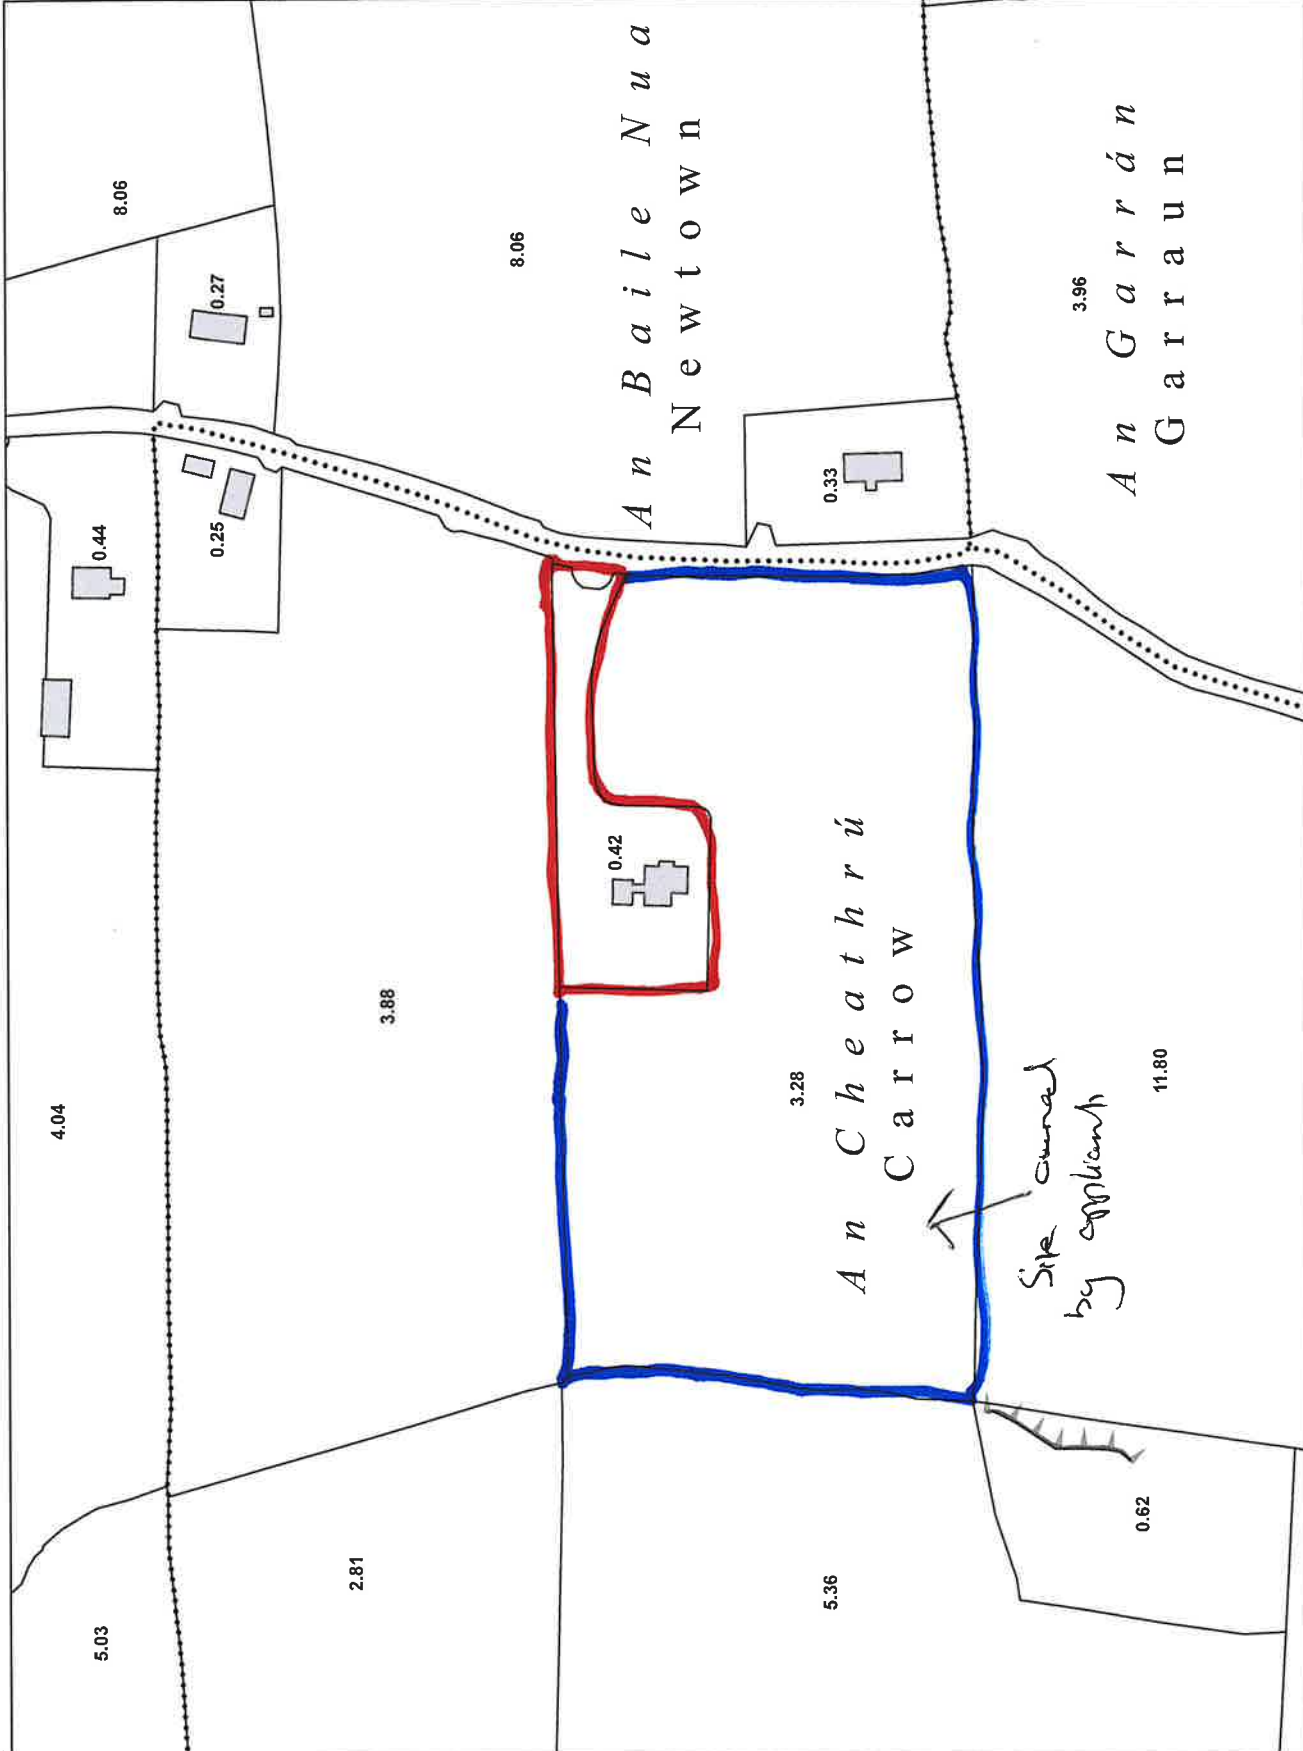 8.06
0.27
8.06
An Baile Nua
Newtown
3.96
An Garrán
Garraun
0.44
0.25
0.33
0.42
4.04
3.88
3.28
An Cheathrú
Carrow
11.80
Site owned
by applicants
5.03
2.81
5.36
0.62